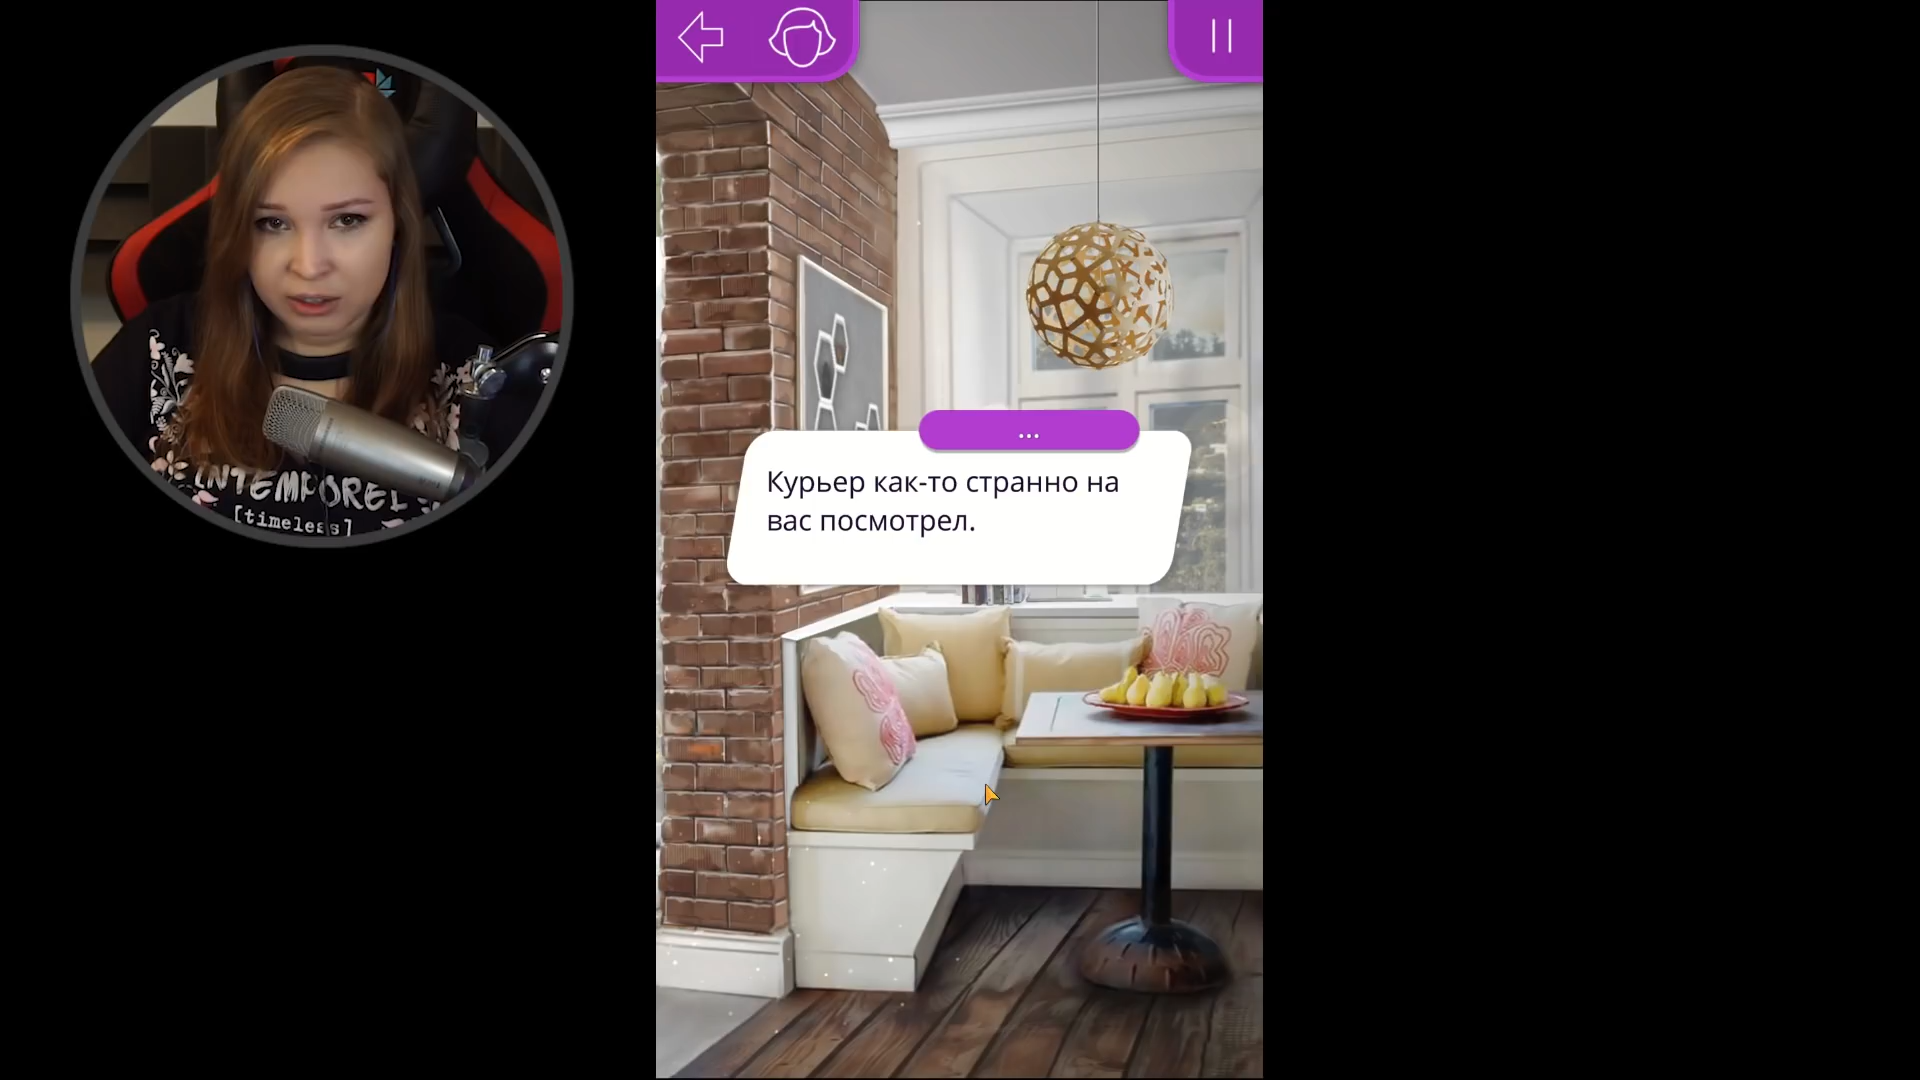 ...
Курьер как-то странно на
вас посмотрел.
INTEMPOREL
[timeless]